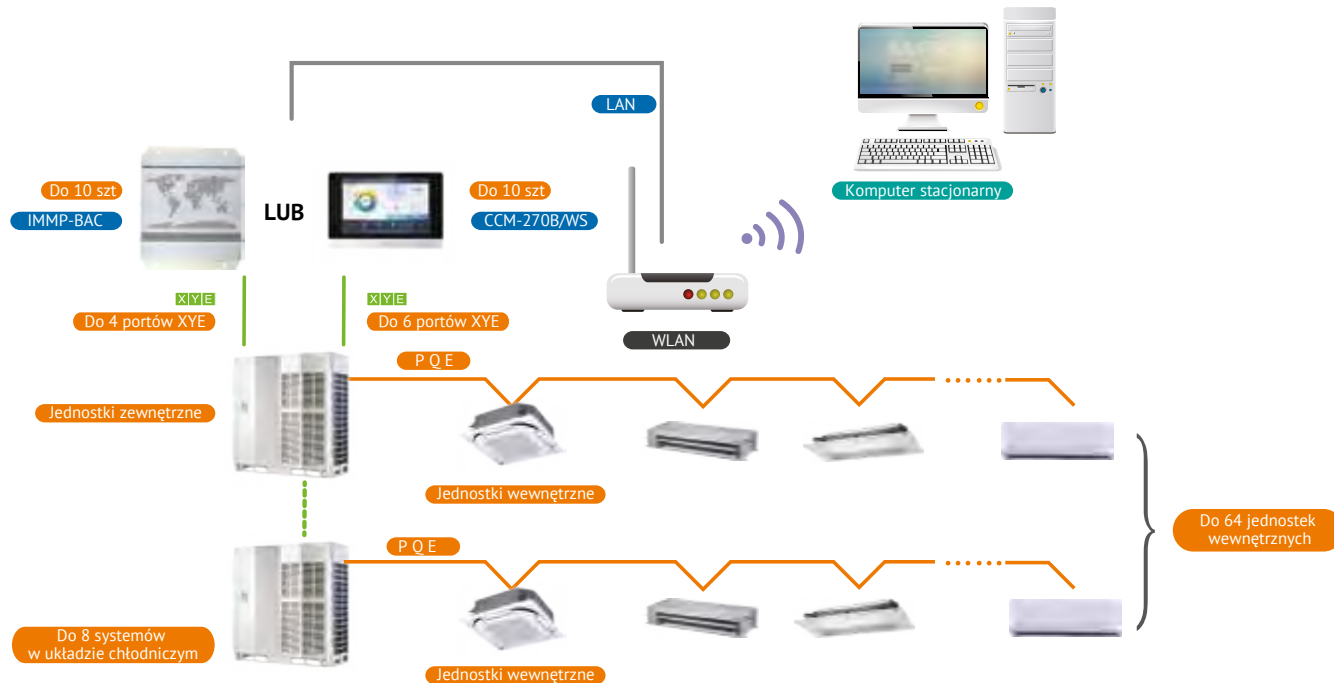 LAN
Komputer stacjonarny
Do 10 szt
IMMP-BAC
LUB
Do 10 szt
CCM-270B/WS
X Y E
Do 4 portów XYE
X Y E
Do 6 portów XYE
WLAN
P Q E
Jednostki zewnętrzne
Jednostki wewnętrzne
Do 64 jednostek
wewnętrznych
P Q E
Do 8 systemów
w układzie chłodniczym
Jednostki wewnętrzne